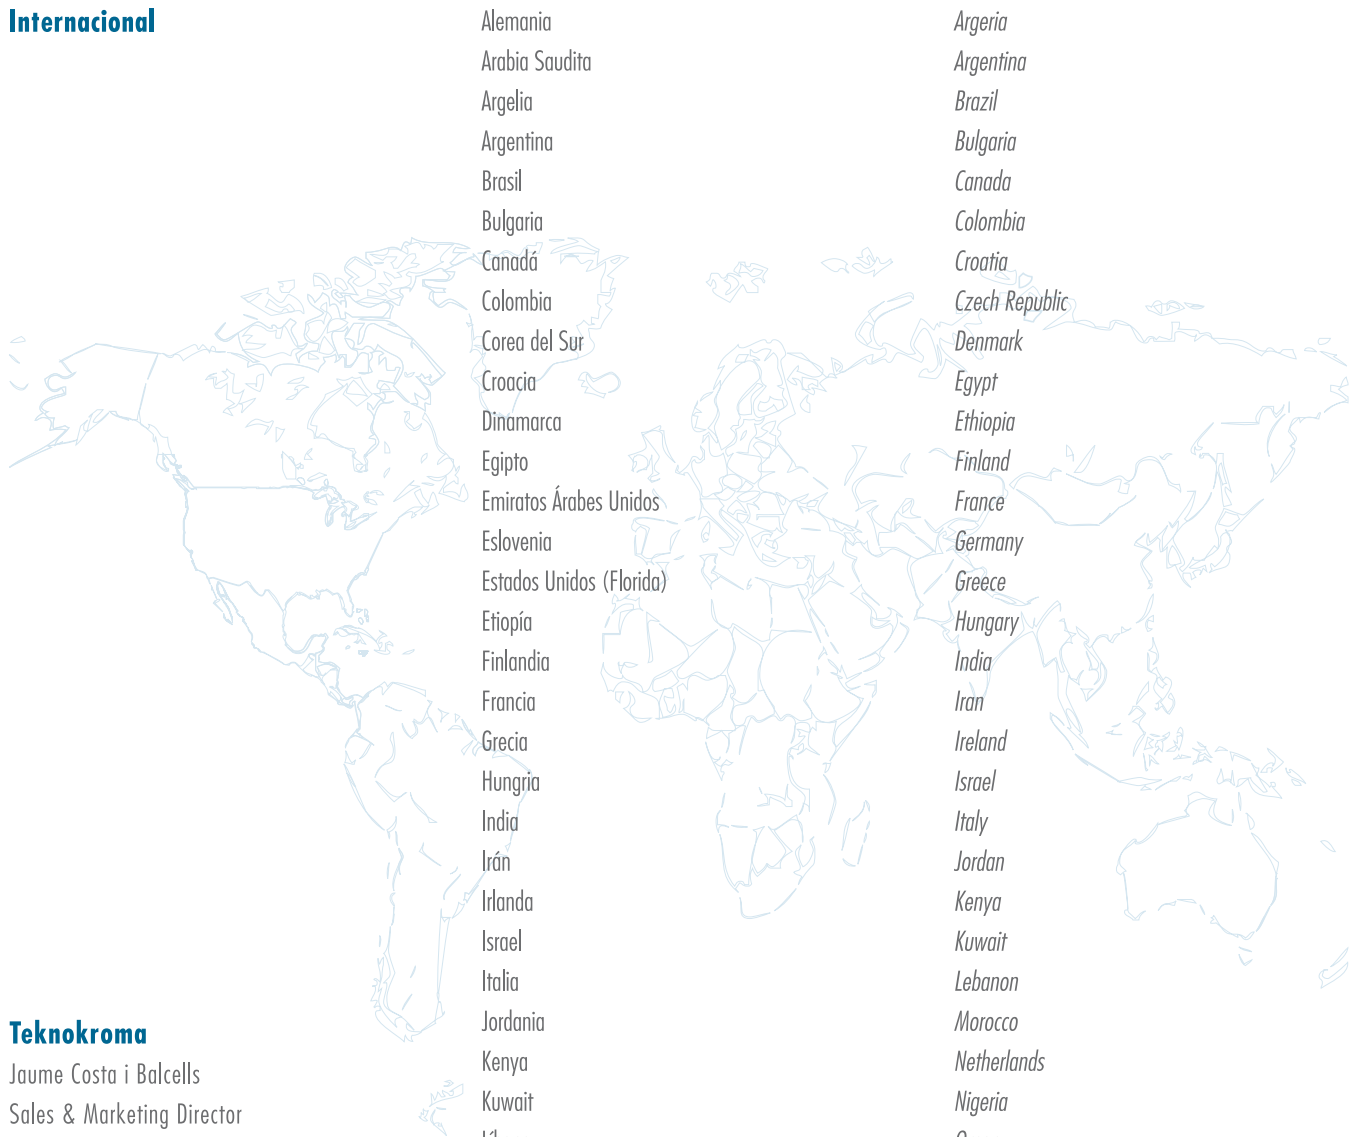 Internacional
Alemania
Arabia Saudita
Argelia
Argentina
Brasil
Bulgaria
Canadá
Colombia
Corea del Sur
Croacia
Dinamarca
Egipto
Emiratos Árabes Unidos
Eslovenia
Estados Unidos (Florida)
Etiopía
Finlandia
Francia
Grecia
Hungria
India
Irán
Irlanda
Israel
Italia
Jordania
Kenya
Kuwait
Argeria
Argentina
Brazil
Bulgaria
Canada
Colombia
Croatia
Czech Republic
Denmark
Egypt
Ethiopia
Finland
France
Germany
Greece
Hungary
India
Iran
Ireland
Israel
Italy
Jordan
Kenya
Kuwait
Lebanon
Morocco
Netherlands
Nigeria
Teknokroma
Jaume Costa i Balcells
Sales & Marketing Director